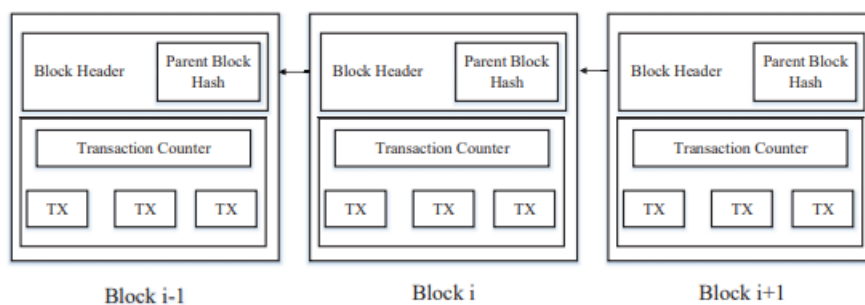 Block Header
Parent Block
Hash
Block Header
Parent Block
Hash
Block Header
Parent Block
Hash
Transaction Counter
Transaction Counter
Transaction Counter
TX TX TX
TX TX TX
TX TX TX
Block i-1
Block i
Block i+1